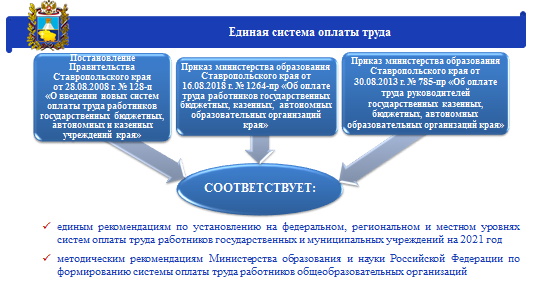 Единая система оплаты труда
Постановление
Правительства
Ставропольского края
от 28.08.2008 г. № 128-п
«О введении новых систем
оплаты труда работников
государственных бюджетных,
автономных и казенных
учреждений края»
Приказ министерства образования
Ставропольского края от
16.08.2018 г. № 1264-пр «Об оплате
труда работников государственных
бюджетных, казенных, автономных
образовательных организаций
края»
Приказ министерства образования
Ставропольского края от
30.08.2013 г. № 785-пр «Об оплате
труда руководителей
государственных казенных,
бюджетных, автономных
образовательных организаций края»
СООТВЕТСТВУЕТ:
✓ единым рекомендациям по установлению на федеральном, региональном и местном уровнях
систем оплаты труда работников государственных и муниципальных учреждений на 2021 год
✓ методическим рекомендациям Министерства образования и науки Российской Федерации по
формированию системы оплаты труда работников общеобразовательных организаций